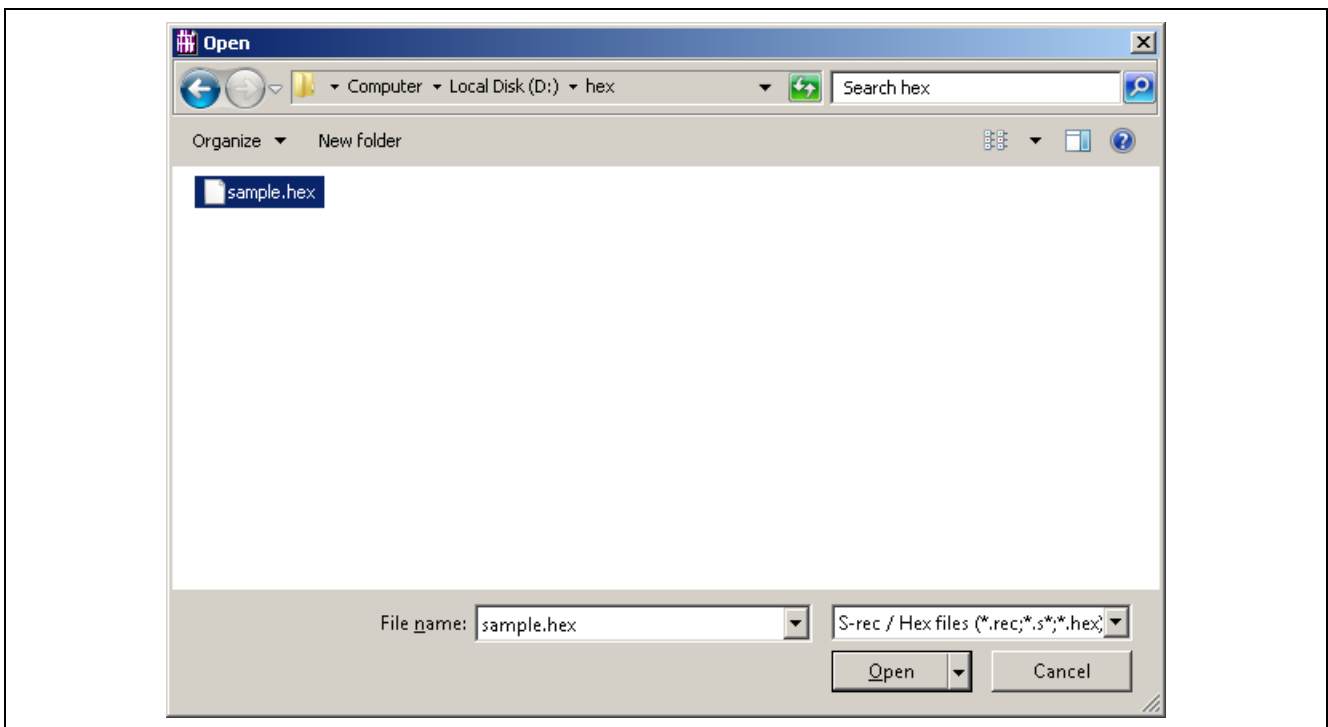 Open
Computer Local Disk (D:) hex Search hex
Organize New folder
sample.hex
File name: sample.hex S-rec / Hex files (*.rec;*.s*;*.hex)
Open Cancel